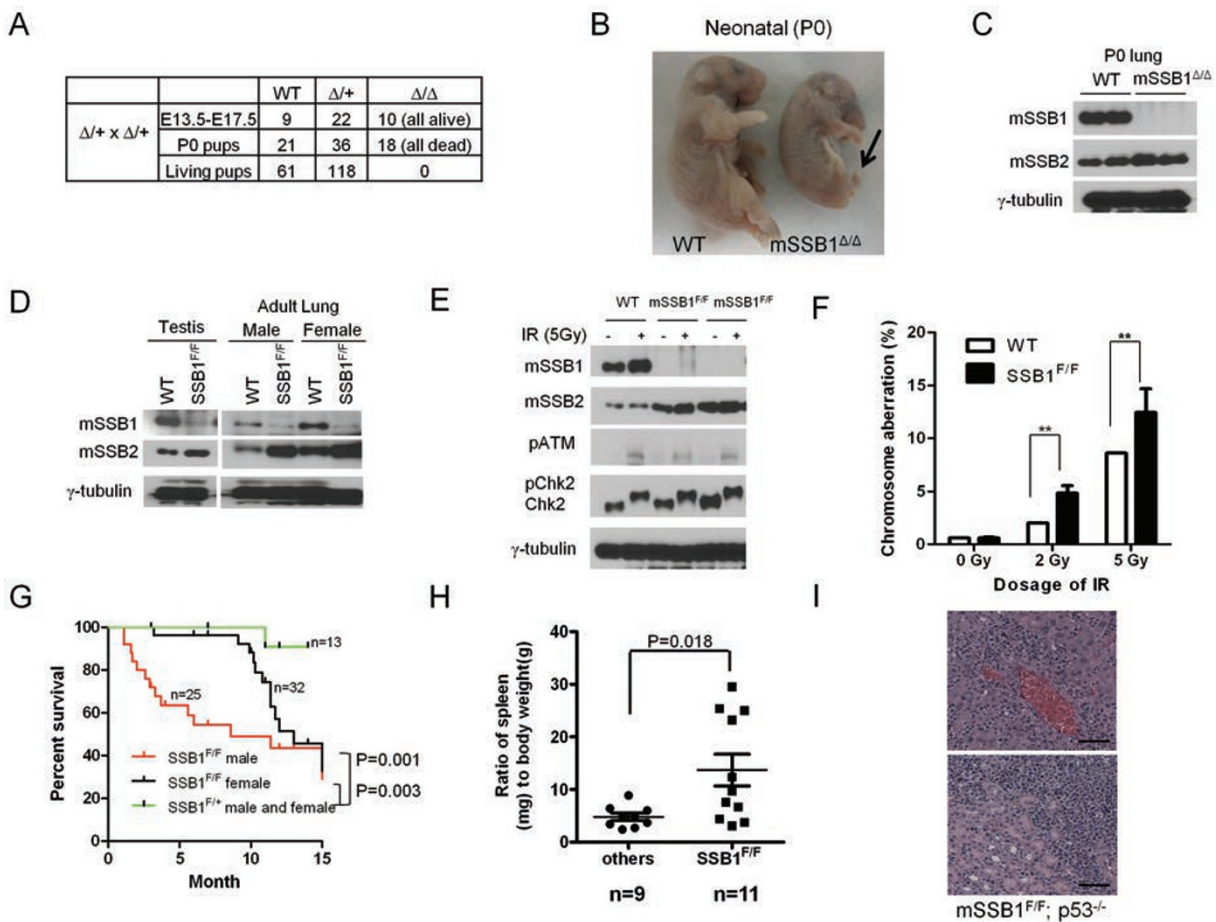 A
WT Δ/+ Δ/Δ
Δ/+ x Δ/+
E13.5-E17.5 9 22 10 (all alive)
P0 pups 21 36 18 (all dead)
Living pups 61 118 0
B
Neonatal (P0)
WT mSSB1Δ/Δ
C
P0 lung
WT mSSB1Δ/Δ
mSSB1
mSSB2
γ-tubulin
D
Adult Lung
Testis Male Female
WT SSB1F/F WT SSB1F/F WT SSB1F/F
mSSB1
mSSB2
γ-tubulin
E
WT mSSB1F/F mSSB1F/F
IR (5Gy) - + - + - +
mSSB1
mSSB2
pATM
pChk2
Chk2
γ-tubulin
F
Chromosome aberration (%)
20
15
10
5
0
WT
SSB1F/F
**
**
0 Gy 2 Gy 5 Gy
Dosage of IR
G
Percent survival
100
80
60
40
20
0
n=13
n=32
n=25
SSB1F/F male
SSB1F/F female
SSB1F/+ male and female
P=0.001
P=0.003
0 5 10 15
Month
H
Ratio of spleen
(mg) to body weight(g)
40
30
20
10
0
P=0.018
others SSB1F/F
n=9 n=11
I
mSSB1F/F; p53-/-